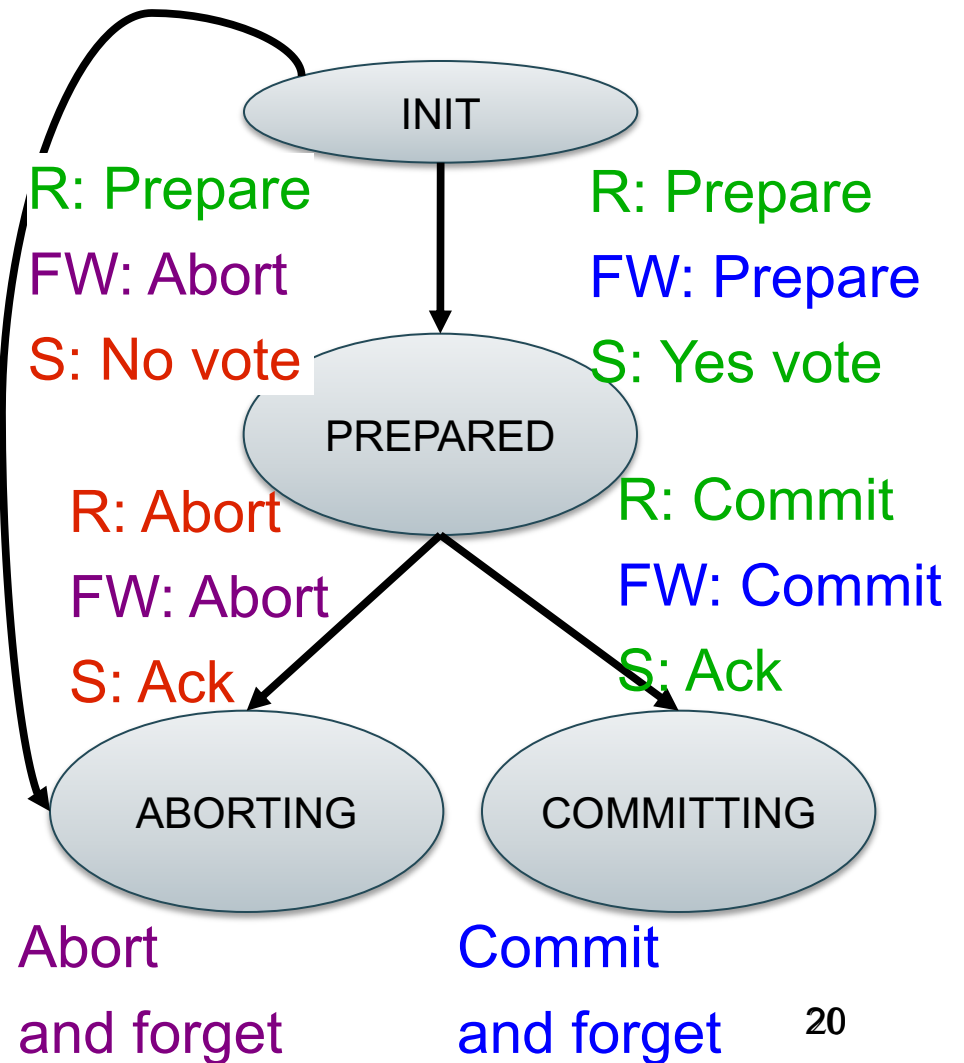 INIT
R: Prepare
FW: Abort
S: No vote
R: Prepare
FW: Prepare
S: Yes vote
PREPARED
R: Abort
FW: Abort
S: Ack
R: Commit
FW: Commit
S: Ack
ABORTING
COMMITTING
Abort
and forget
Commit
and forget
20